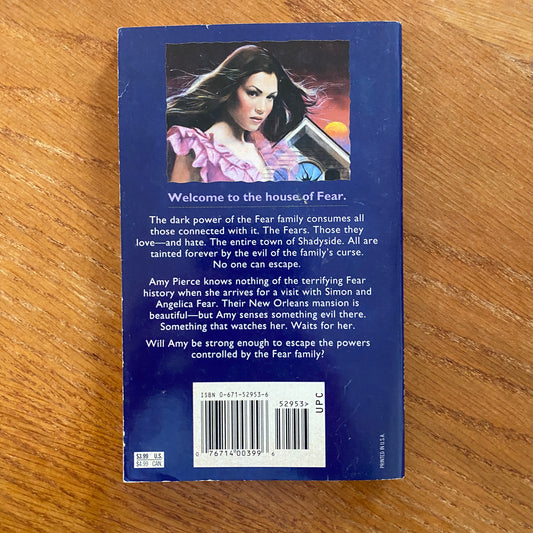 Welcome to the house of Fear.
The dark power of the Fear family consumes all
those connected with it. The Fears. Those they
love—and hate. The entire town of Shadyside. All are
tainted forever by the evil of the family's curse.
No one can escape.
Amy Pierce knows nothing of the terrifying Fear
history when she arrives for a visit with Simon and
Angelica Fear. Their New Orleans mansion is
beautiful—but Amy senses something evil there.
Something that watches her. Waits for her.
Will Amy be strong enough to escape the powers
controlled by the Fear family?
ISBN 0-671-52953-6
52953>
UPC
0 76714 00399 6
$3.99 U.S.
$4.99 CAN
PRINTED IN U.S.A.